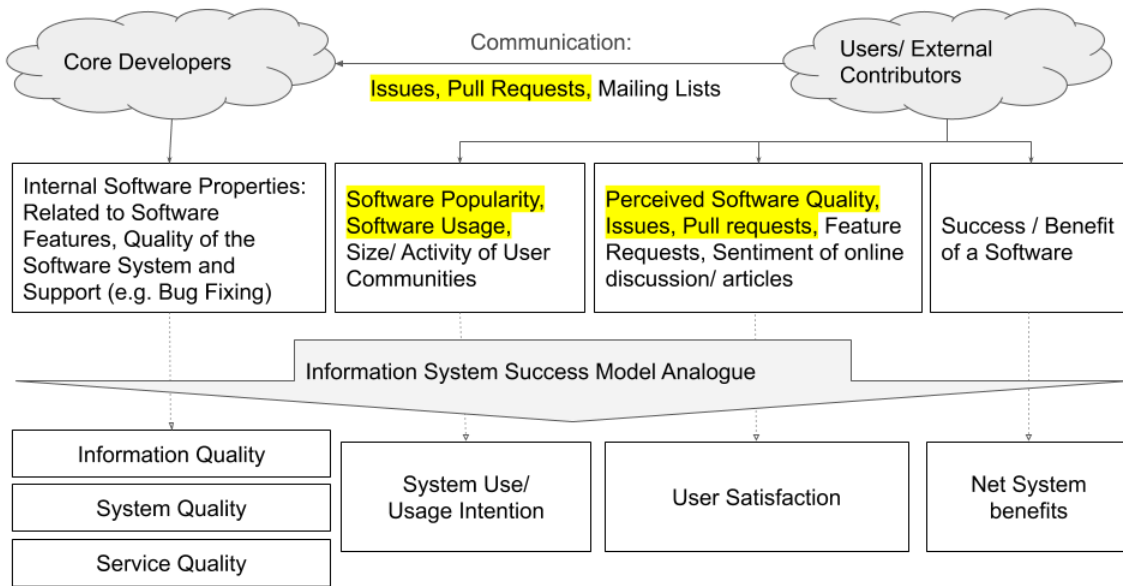 Core Developers
Communication:
Issues, Pull Requests, Mailing Lists
Users/ External
Contributors
Internal Software Properties:
Related to Software
Features, Quality of the
Software System and
Support (e.g. Bug Fixing)
Software Popularity,
Software Usage,
Size/ Activity of User
Communities
Perceived Software Quality,
Issues, Pull requests, Feature
Requests, Sentiment of online
discussion/ articles
Success / Benefit
of a Software
Information System Success Model Analogue
Information Quality
System Quality
Service Quality
System Use/
Usage Intention
User Satisfaction
Net System
benefits